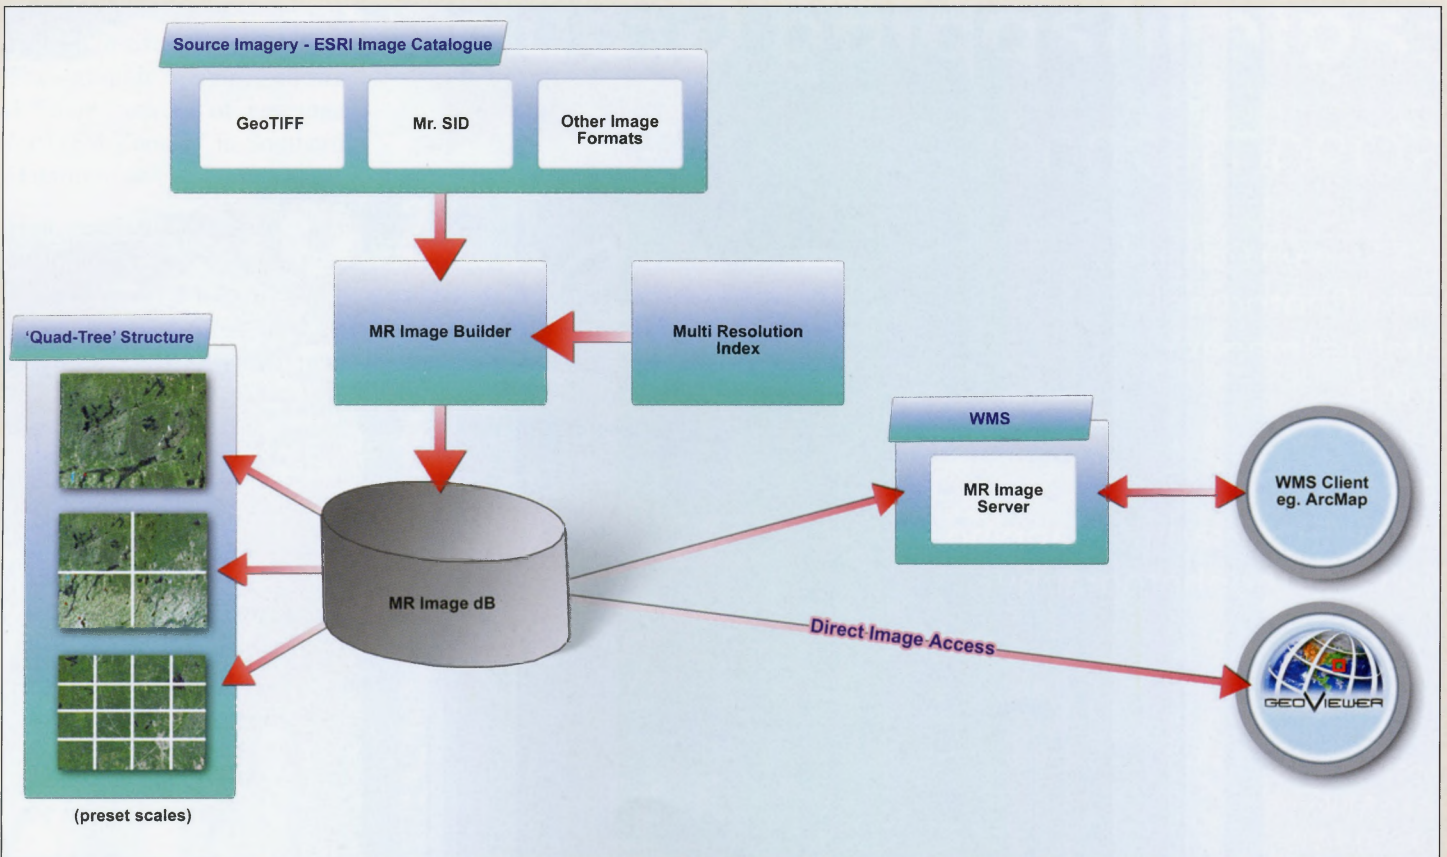 Source Imagery - ESRI Image Catalogue
GeoTIFF
Mr. SID
Other Image
Formats
MR Image Builder
Multi Resolution
Index
'Quad-Tree' Structure
WMS
MR Image
Server
WMS Client
eg. ArcMap
MR Image dB
Direct Image Access
GEOVIEWER
(preset scales)